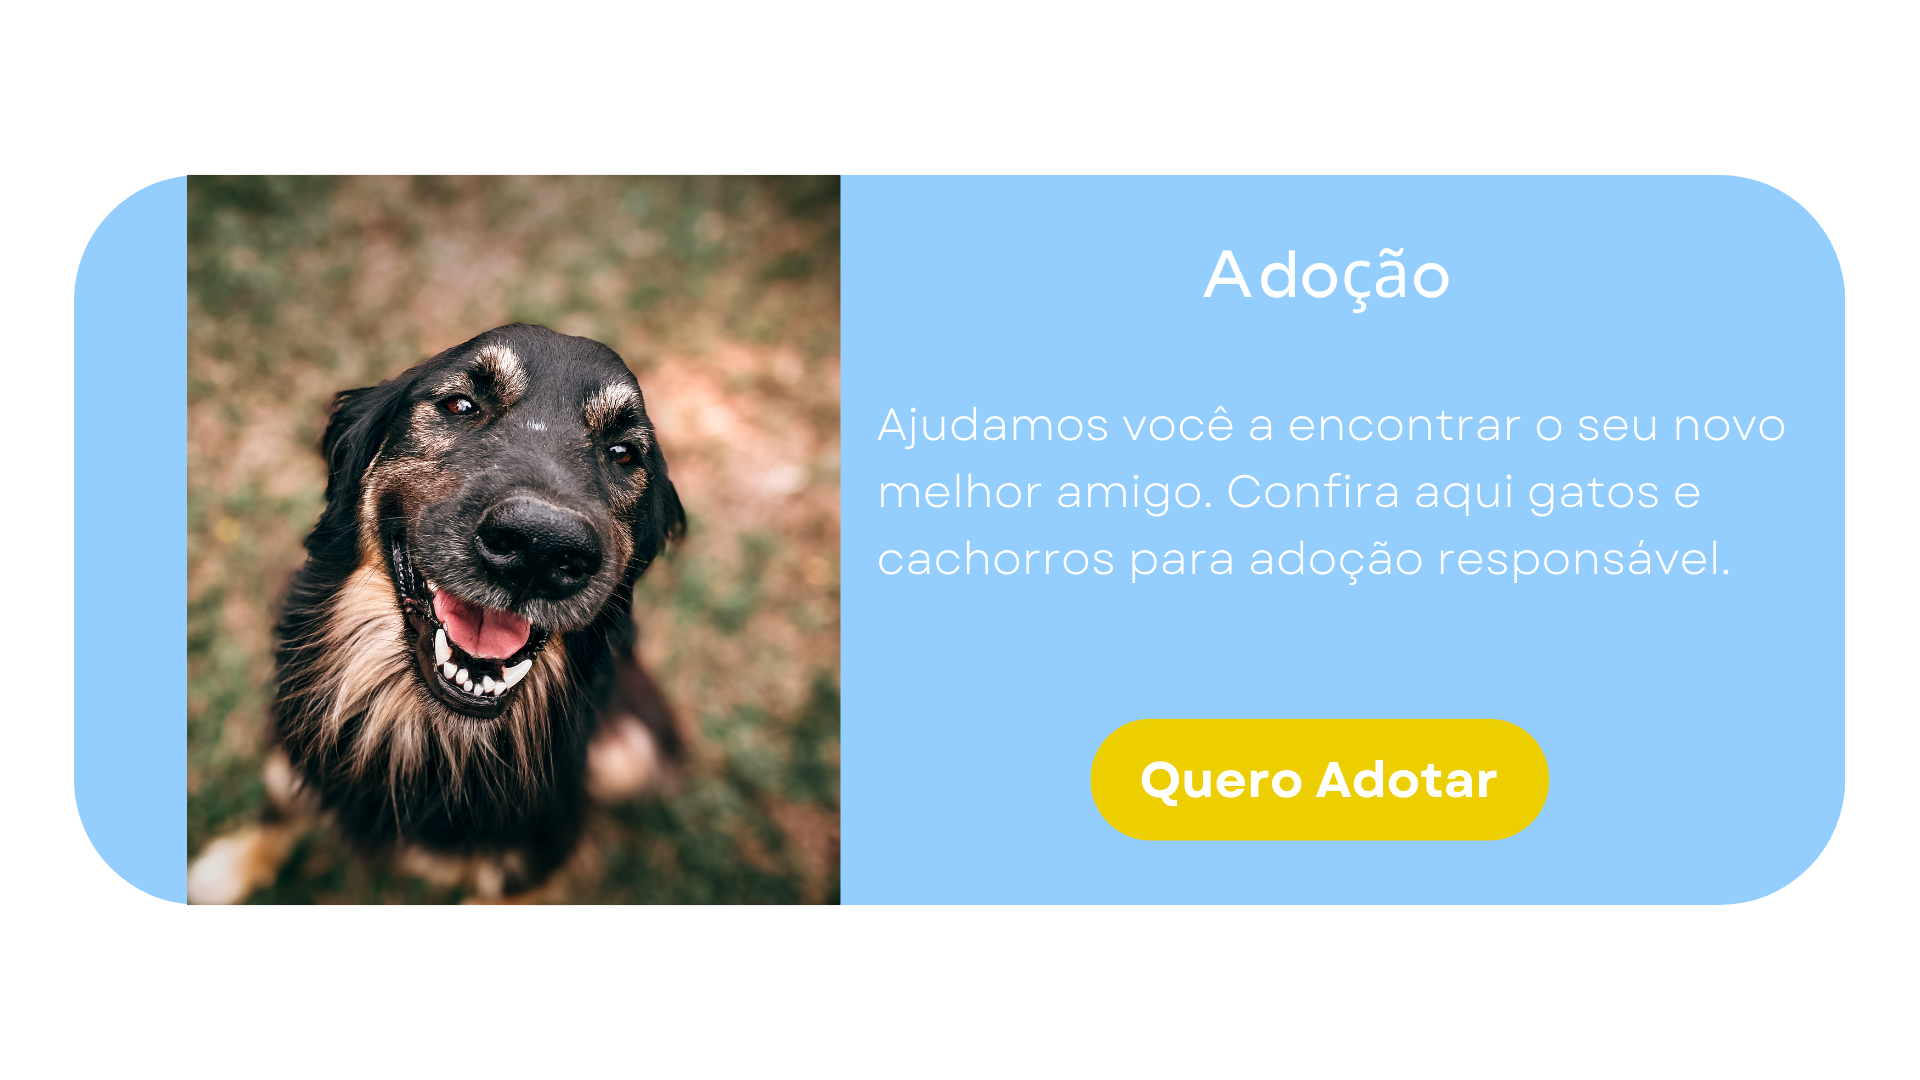 Adoção
Ajudamos você a encontrar o seu novo
melhor amigo. Confira aqui gatos e
cachorros para adoção responsável.
Quero Adotar